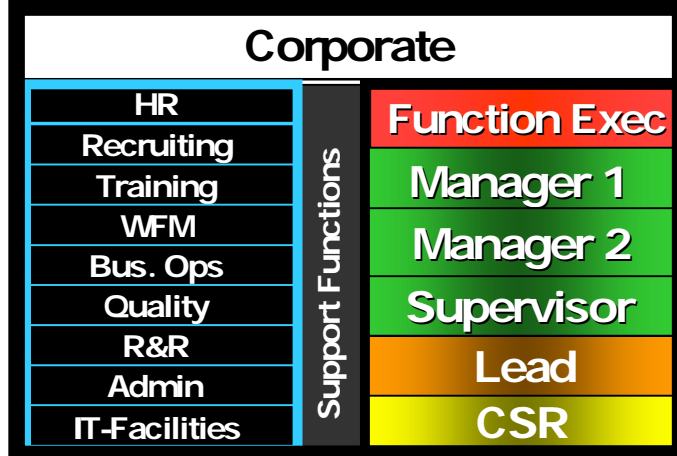 Corporate
HR
Recruiting
Training
WFM
Bus. Ops
Quality
R&R
Admin
IT-Facilities
Support Functions
Function Exec
Manager 1
Manager 2
Supervisor
Lead
CSR